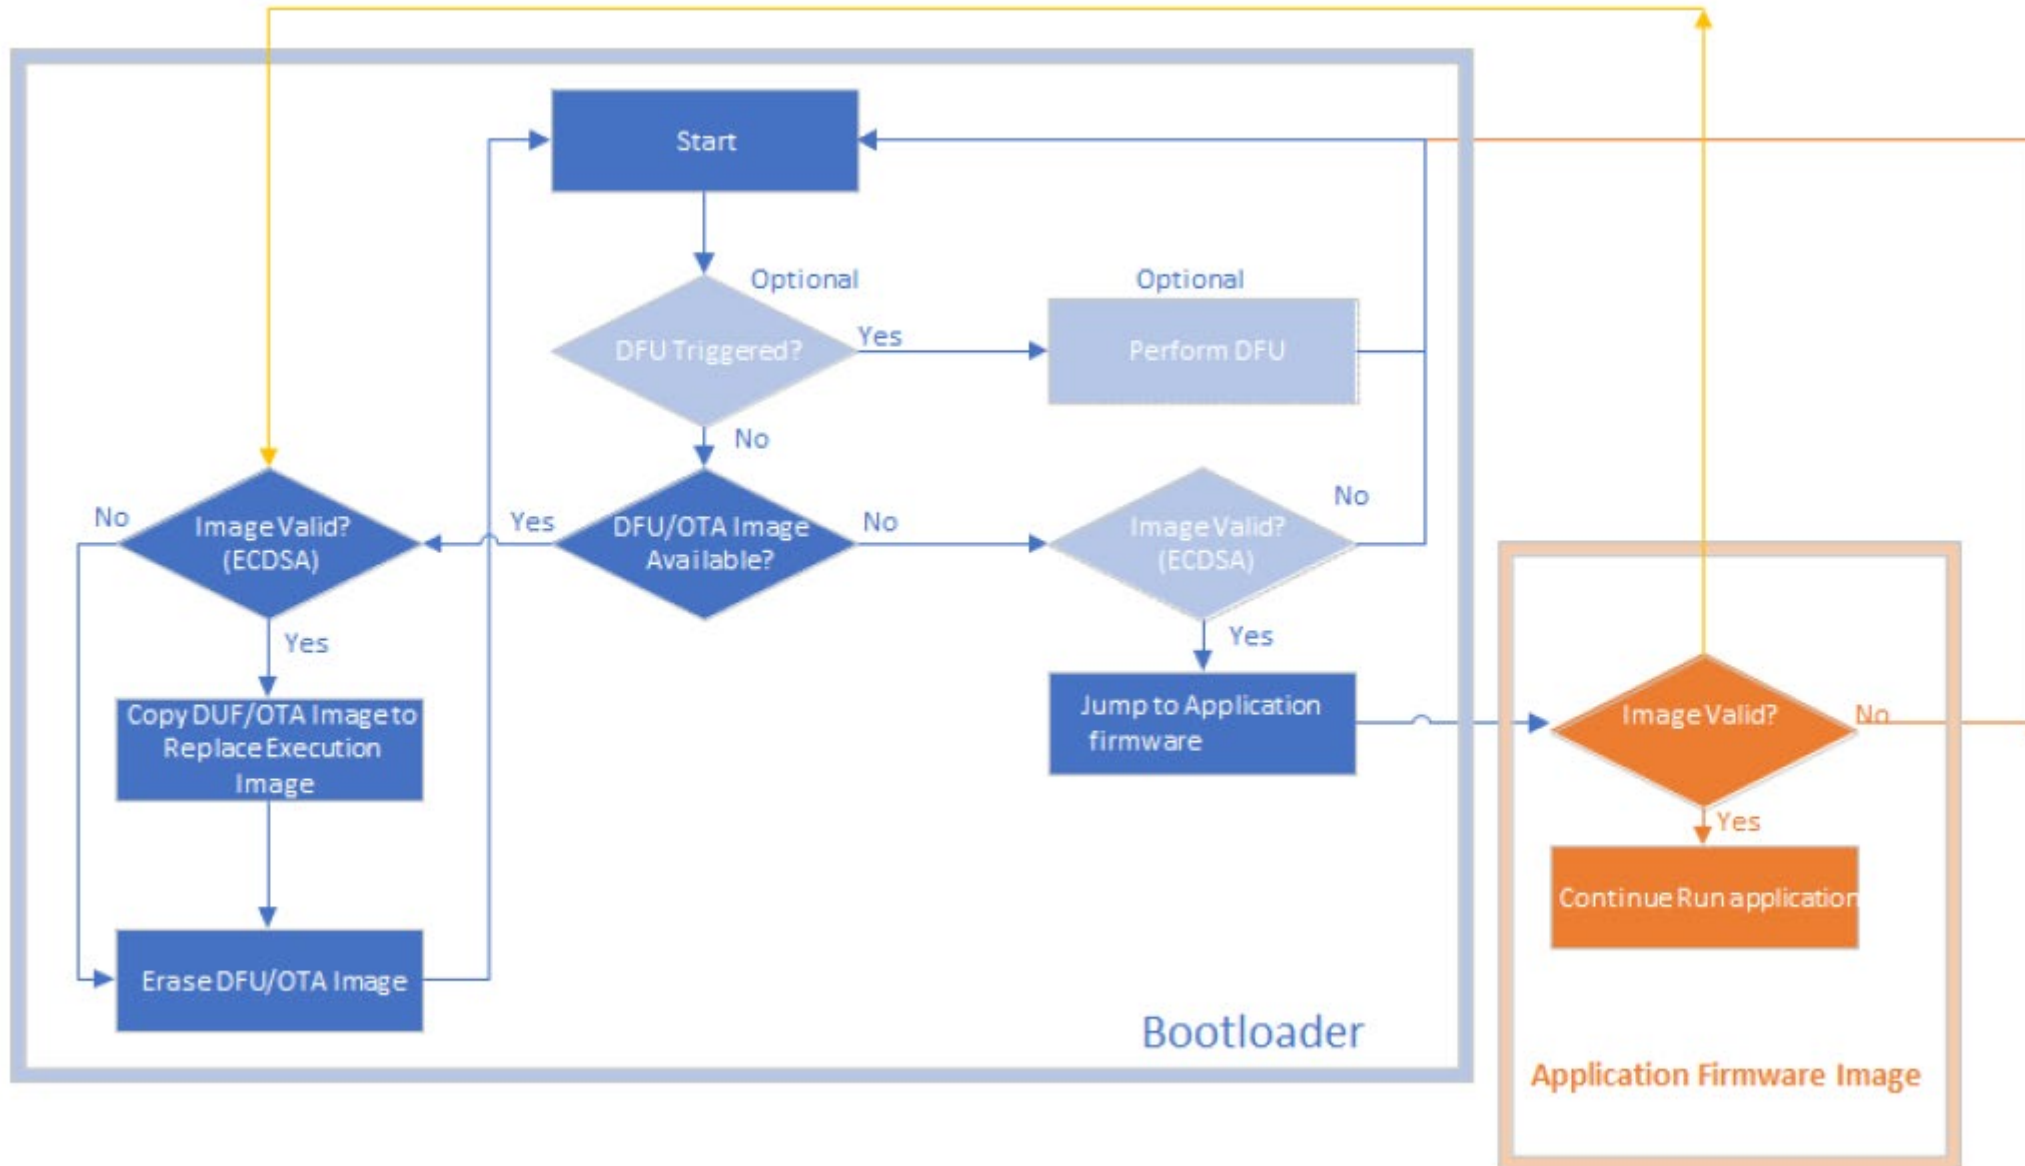 Start
Optional
Optional
DFU Triggered?
Yes
Perform DFU
No
No
Image Valid?
(ECDSA)
Yes
DFU/OTA Image
Available?
No
Image Valid?
(ECDSA)
No
Yes
Yes
Copy DUF/OTA Image to
Replace Execution
Image
Jump to Application
firmware
Image Valid?
No
Yes
Continue Run application
Erase DFU/OTA Image
Bootloader
Application Firmware Image